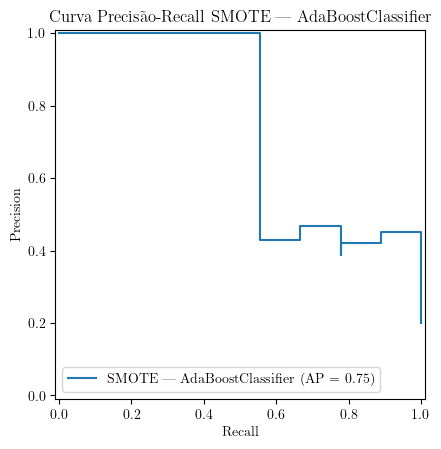 Curva Precisão-Recall SMOTE — AdaBoostClassifier
1.0
0.8
0.6
0.4
0.2
0.0
Precision
SMOTE — AdaBoostClassifier (AP = 0.75)
0.0 0.2 0.4 0.6 0.8 1.0
Recall